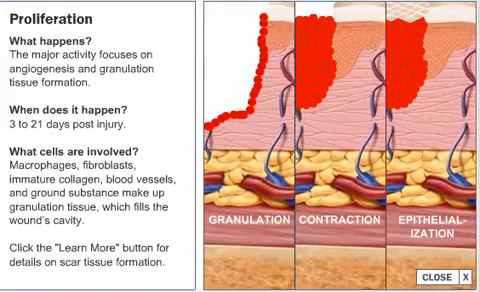 Proliferation
What happens?
The major activity focuses on
angiogenesis and granulation
tissue formation.
When does it happen?
3 to 21 days post injury.
What cells are involved?
Macrophages, fibroblasts,
immature collagen, blood vessels,
and ground substance make up
granulation tissue, which fills the
wound's cavity.
Click the "Learn More" button for
details on scar tissue formation.
GRANULATION
CONTRACTION
EPITHELIAL-
IZATION
CLOSE X